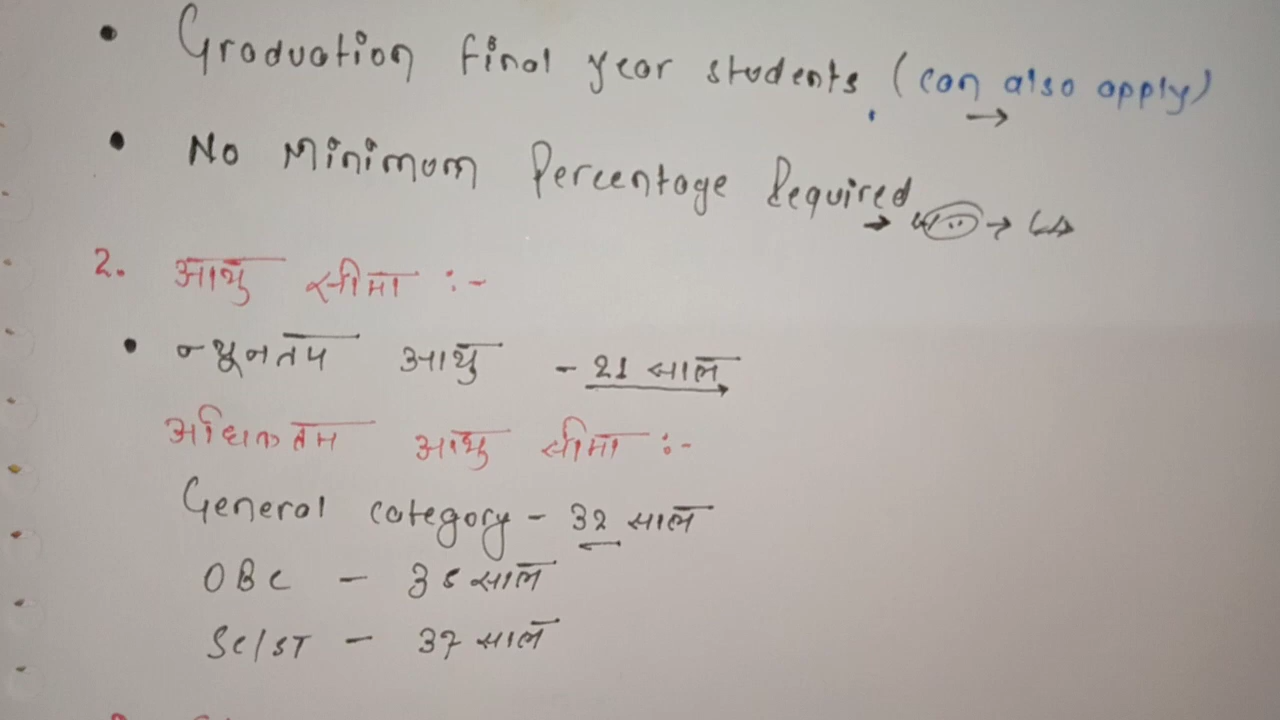 • Graduation final year students. (can also apply)
• No Minimum Percentage Required
2. आयु सीमा :-
• न्यूनतम आयु - 21 साल
अधिकतम आयु सीमा :-
General category - 32 साल
OBC - 35 साल
SC/ST - 37 साल